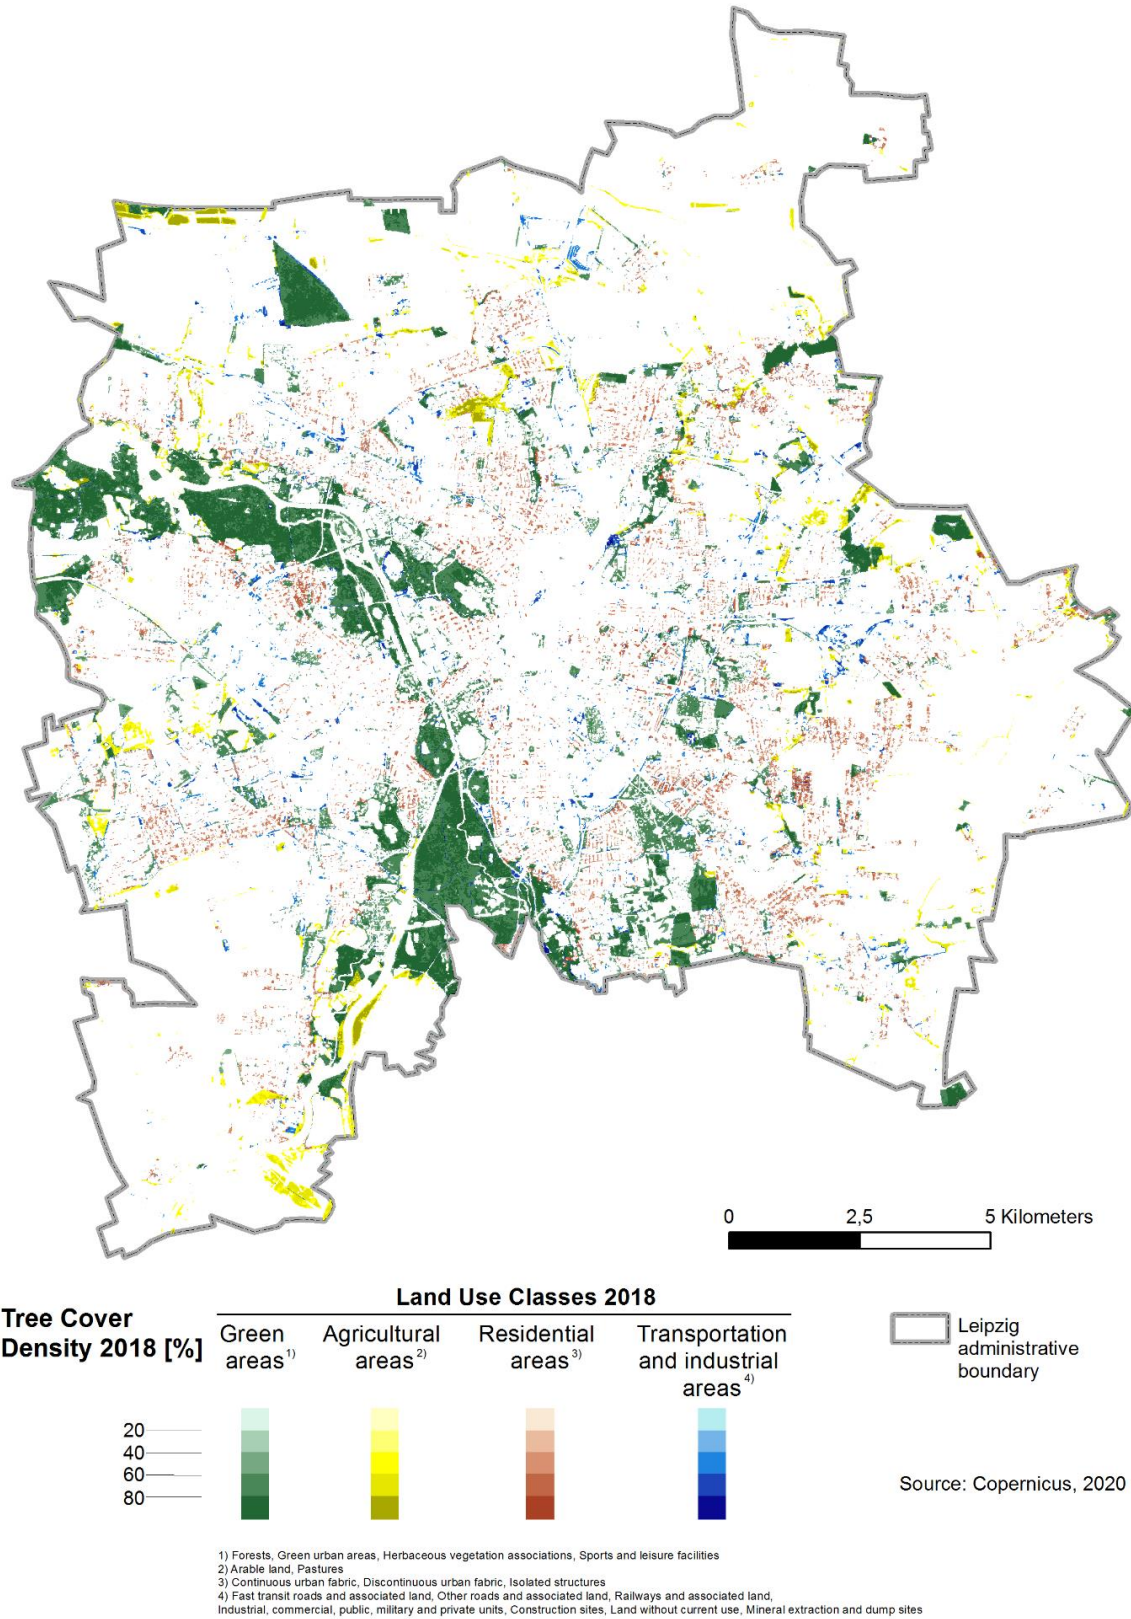 0 2,5 5 Kilometers
Tree Cover
Density 2018 [%]
Land Use Classes 2018
Green
areas 1)
Agricultural
areas 2)
Residential
areas 3)
Transportation
and industrial
areas 4)
20
40
60
80
Leipzig
administrative
boundary
Source: Copernicus, 2020
1) Forests, Green urban areas, Herbaceous vegetation associations, Sports and leisure facilities
2) Arable land, Pastures
3) Continuous urban fabric, Discontinuous urban fabric, Isolated structures
4) Fast transit roads and associated land, Other roads and associated land, Railways and associated land,
Industrial, commercial, public, military and private units, Construction sites, Land without current use, Mineral extraction and dump sites